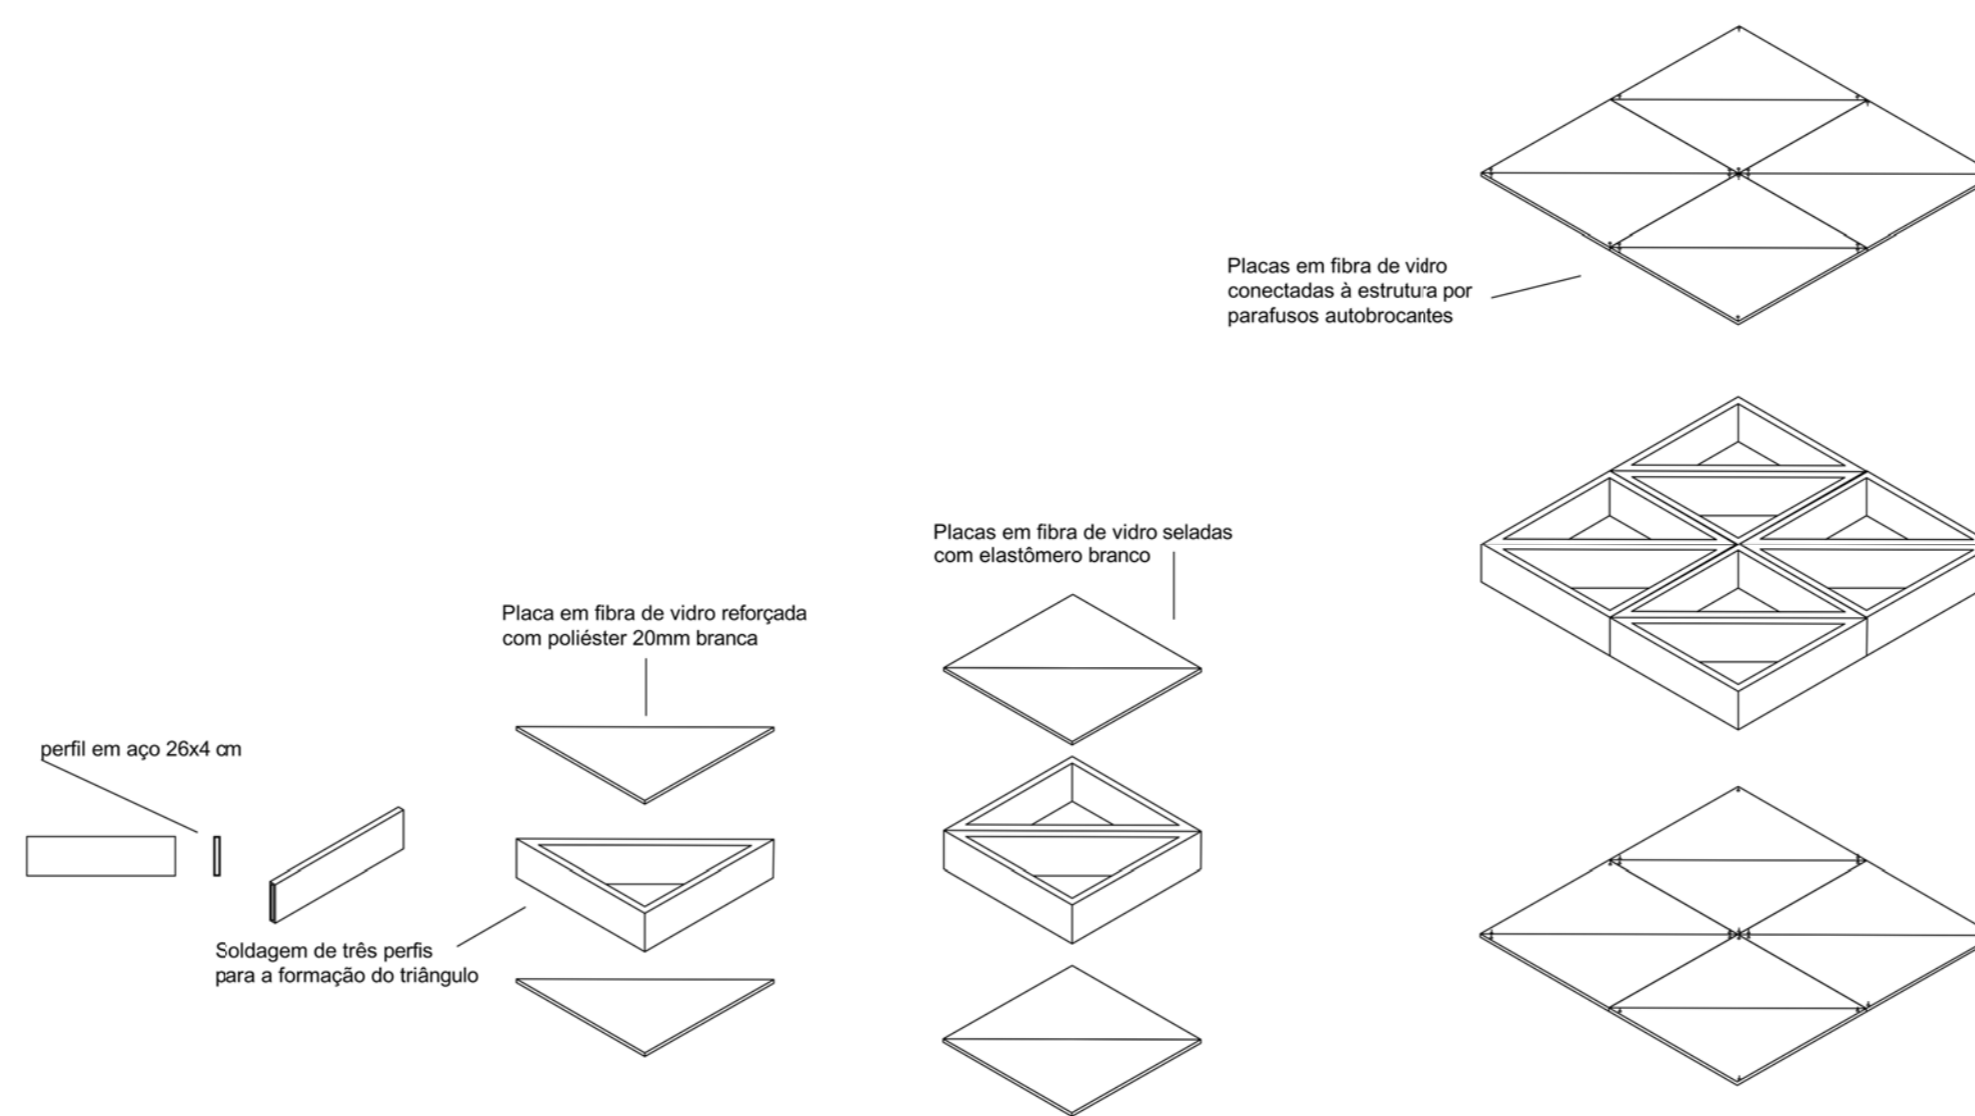 perfil em aço 26x4 cm
Soldagem de três perfis
para a formação do triângulo
Placa em fibra de vidro reforçada
com poliéster 20mm branca
Placas em fibra de vidro seladas
com elastômero branco
Placas em fibra de vidro
conectadas à estrutura por
parafusos autobrocantes